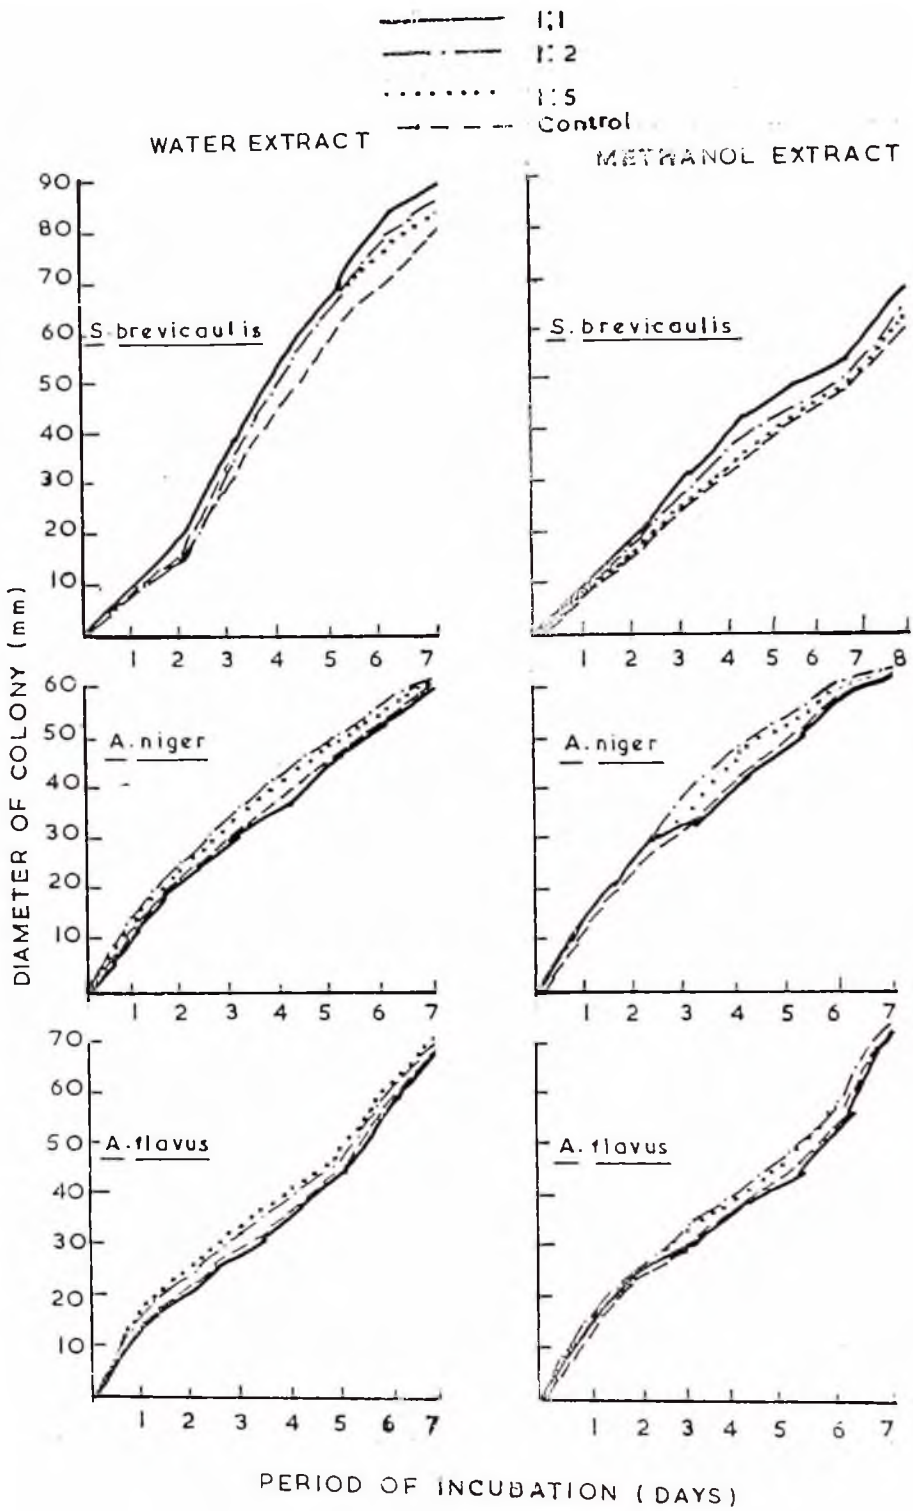 1:1
1:2
1:5
Control
WATER EXTRACT
METHANOL EXTRACT
DIAMETER OF COLONY (mm)
90
80
70
60
50
40
30
20
10
S. brevicaulis
1 2 3 4 5 6 7
S. brevicaulis
1 2 3 4 5 6 7 8
60
50
40
30
20
10
A. niger
1 2 3 4 5 6 7
A. niger
1 2 3 4 5 6 7
70
60
50
40
30
20
10
A. flavus
1 2 3 4 5 6 7
A. flavus
1 2 3 4 5 6 7
PERIOD OF INCUBATION (DAYS)